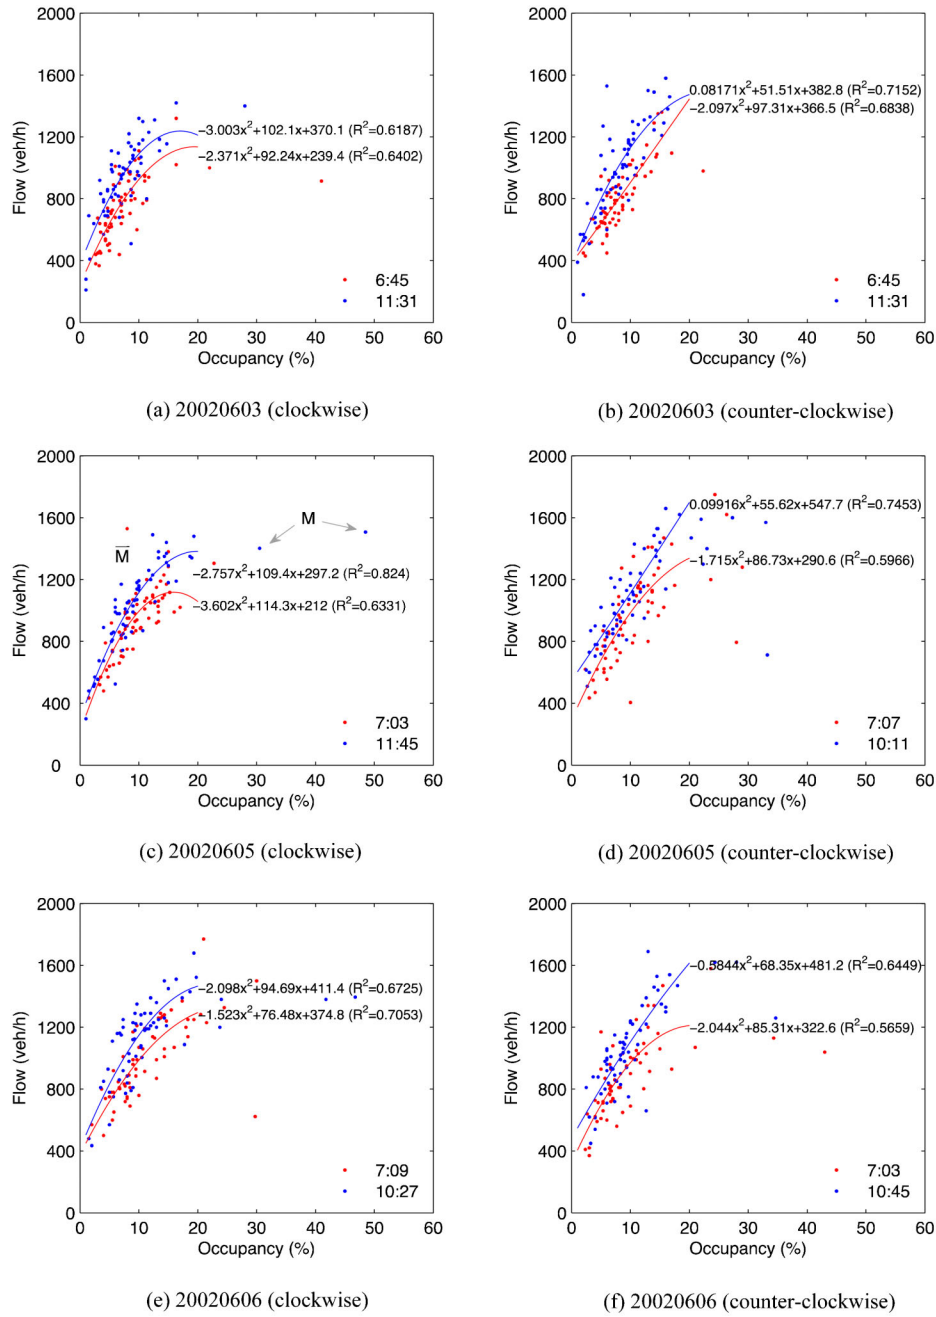 2000
1600
1200
800
400
0
Flow (veh/h)
−3.003x²+102.1x+370.1 (R²=0.6187)
−2.371x²+92.24x+239.4 (R²=0.6402)
6:45
11:31
0 10 20 30 40 50 60
Occupancy (%)
(a) 20020603 (clockwise)
2000
1600
1200
800
400
0
Flow (veh/h)
0.08171x²+51.51x+382.8 (R²=0.7152)
−2.097x²+97.31x+366.5 (R²=0.6838)
6:45
11:31
0 10 20 30 40 50 60
Occupancy (%)
(b) 20020603 (counter-clockwise)
2000
1600
1200
800
400
0
Flow (veh/h)
M
M̅
−2.757x²+109.4x+297.2 (R²=0.824)
−3.602x²+114.3x+212 (R²=0.6331)
7:03
11:45
0 10 20 30 40 50 60
Occupancy (%)
(c) 20020605 (clockwise)
2000
1600
1200
800
400
0
Flow (veh/h)
0.09916x²+55.62x+547.7 (R²=0.7453)
−1.715x²+86.73x+290.6 (R²=0.5966)
7:07
10:11
0 10 20 30 40 50 60
Occupancy (%)
(d) 20020605 (counter-clockwise)
2000
1600
1200
800
400
0
Flow (veh/h)
−2.098x²+94.69x+411.4 (R²=0.6725)
−1.523x²+76.48x+374.8 (R²=0.7053)
7:09
10:27
0 10 20 30 40 50 60
Occupancy (%)
(e) 20020606 (clockwise)
2000
1600
1200
800
400
0
Flow (veh/h)
−0.5844x²+68.35x+481.2 (R²=0.6449)
−2.044x²+85.31x+322.6 (R²=0.5659)
7:03
10:45
0 10 20 30 40 50 60
Occupancy (%)
(f) 20020606 (counter-clockwise)